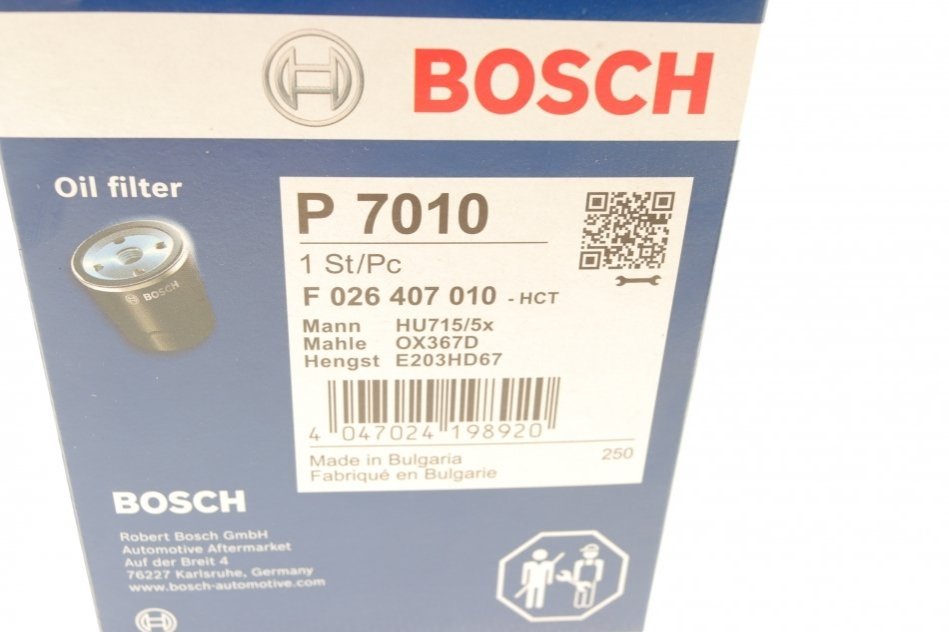 BOSCH
Oil filter
P 7010
1 St/Pc
F 026 407 010 - HCT
Mann HU715/5x
Mahle OX367D
Hengst E203HD67
4 047024 198920
Made in Bulgaria 250
Fabriqué en Bulgarie
BOSCH
BOSCH
Robert Bosch GmbH
Automotive Aftermarket
Auf der Breit 4
76227 Karlsruhe, Germany
www.bosch-automotive.com